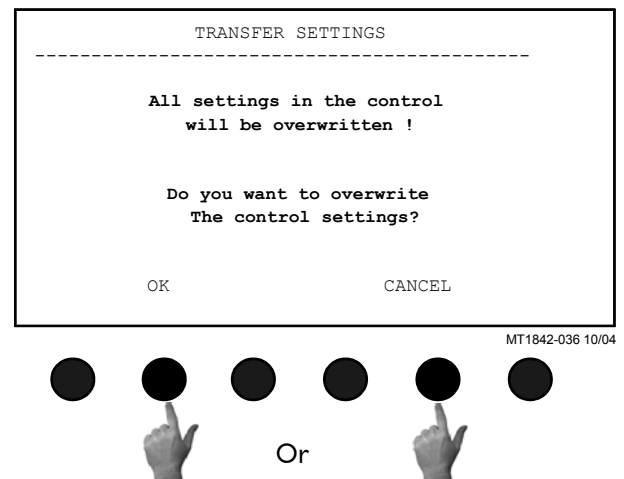 TRANSFER SETTINGS
--------------------------------------------
All settings in the control
will be overwritten !
Do you want to overwrite
The control settings?
OK CANCEL
MT1842-036 10/04
Or